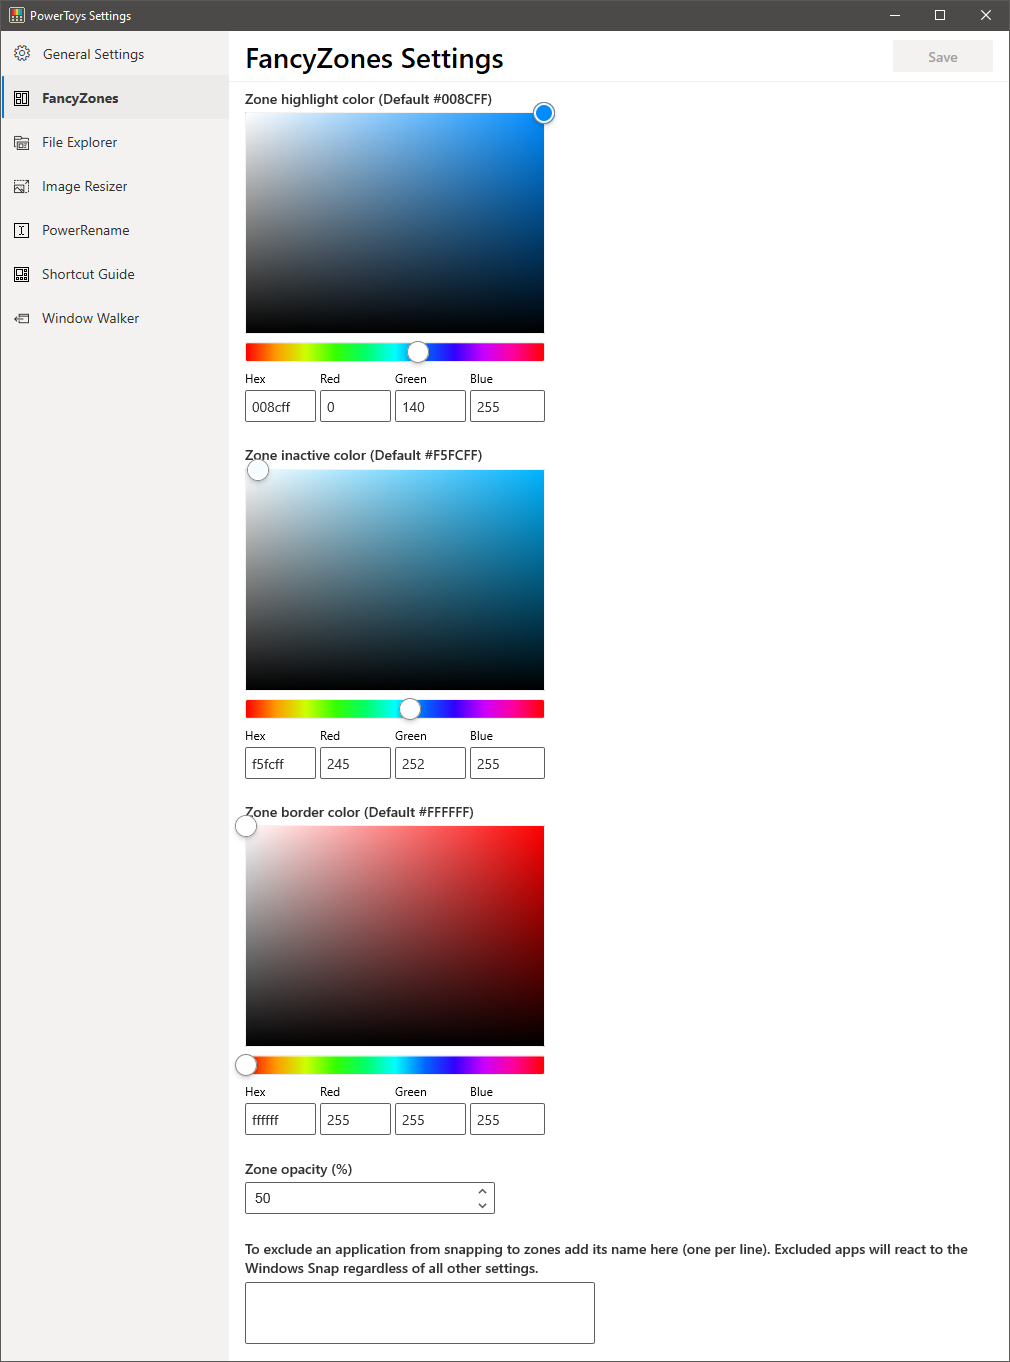 PowerToys Settings
General Settings
FancyZones
File Explorer
Image Resizer
PowerRename
Shortcut Guide
Window Walker
FancyZones Settings
Save
Zone highlight color (Default #008CFF)
Hex Red Green Blue
008cff 0 140 255
Zone inactive color (Default #F5FCFF)
Hex Red Green Blue
f5fcff 245 252 255
Zone border color (Default #FFFFFF)
Hex Red Green Blue
ffffff 255 255 255
Zone opacity (%)
50
To exclude an application from snapping to zones add its name here (one per line). Excluded apps will react to the
Windows Snap regardless of all other settings.